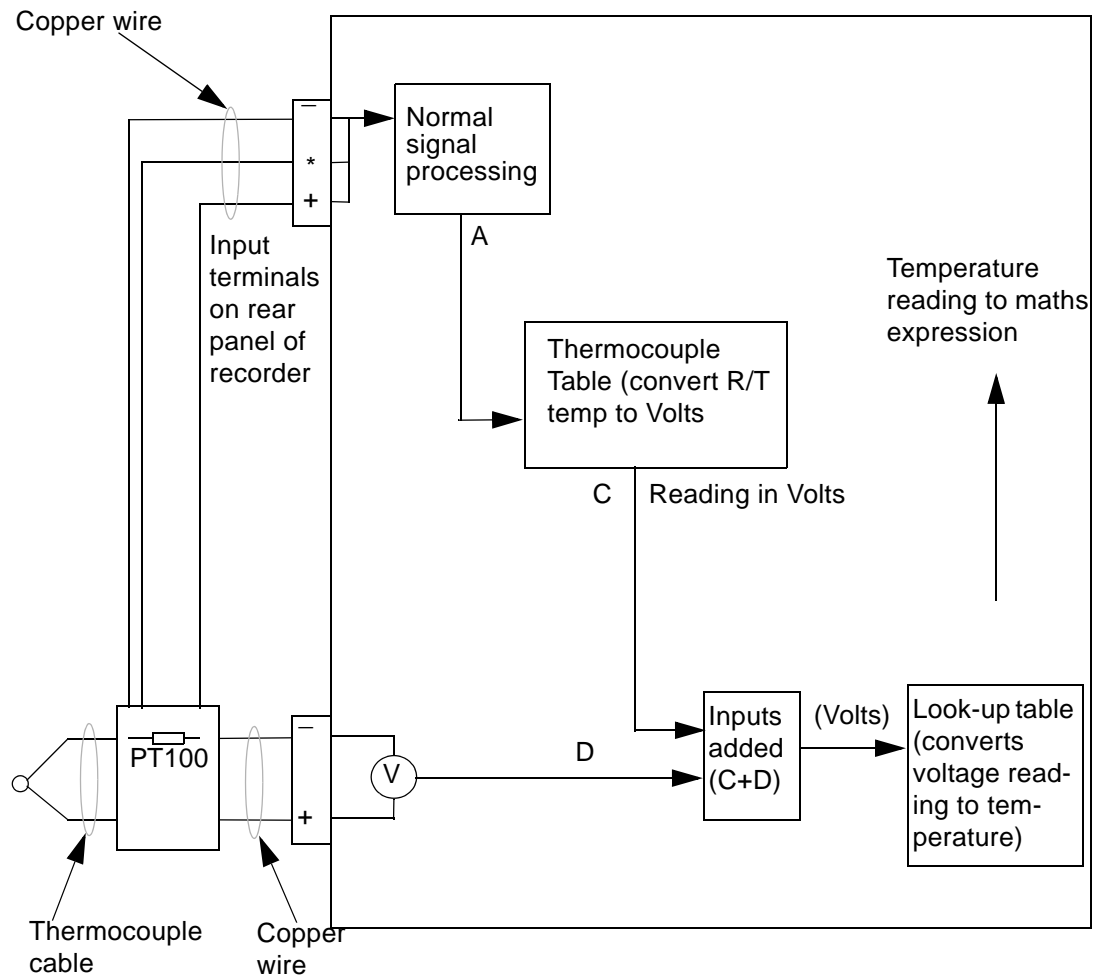 Copper wire
–
*
+
Normal
signal
processing
A
Input
terminals
on rear
panel of
recorder
Temperature
reading to maths
expression
Thermocouple
Table (convert R/T
temp to Volts
C
Reading in Volts
PT100
–
+
V
D
Inputs
added
(C+D)
(Volts)
Look-up table
(converts
voltage read-
ing to tem-
perature)
Thermocouple
cable
Copper
wire